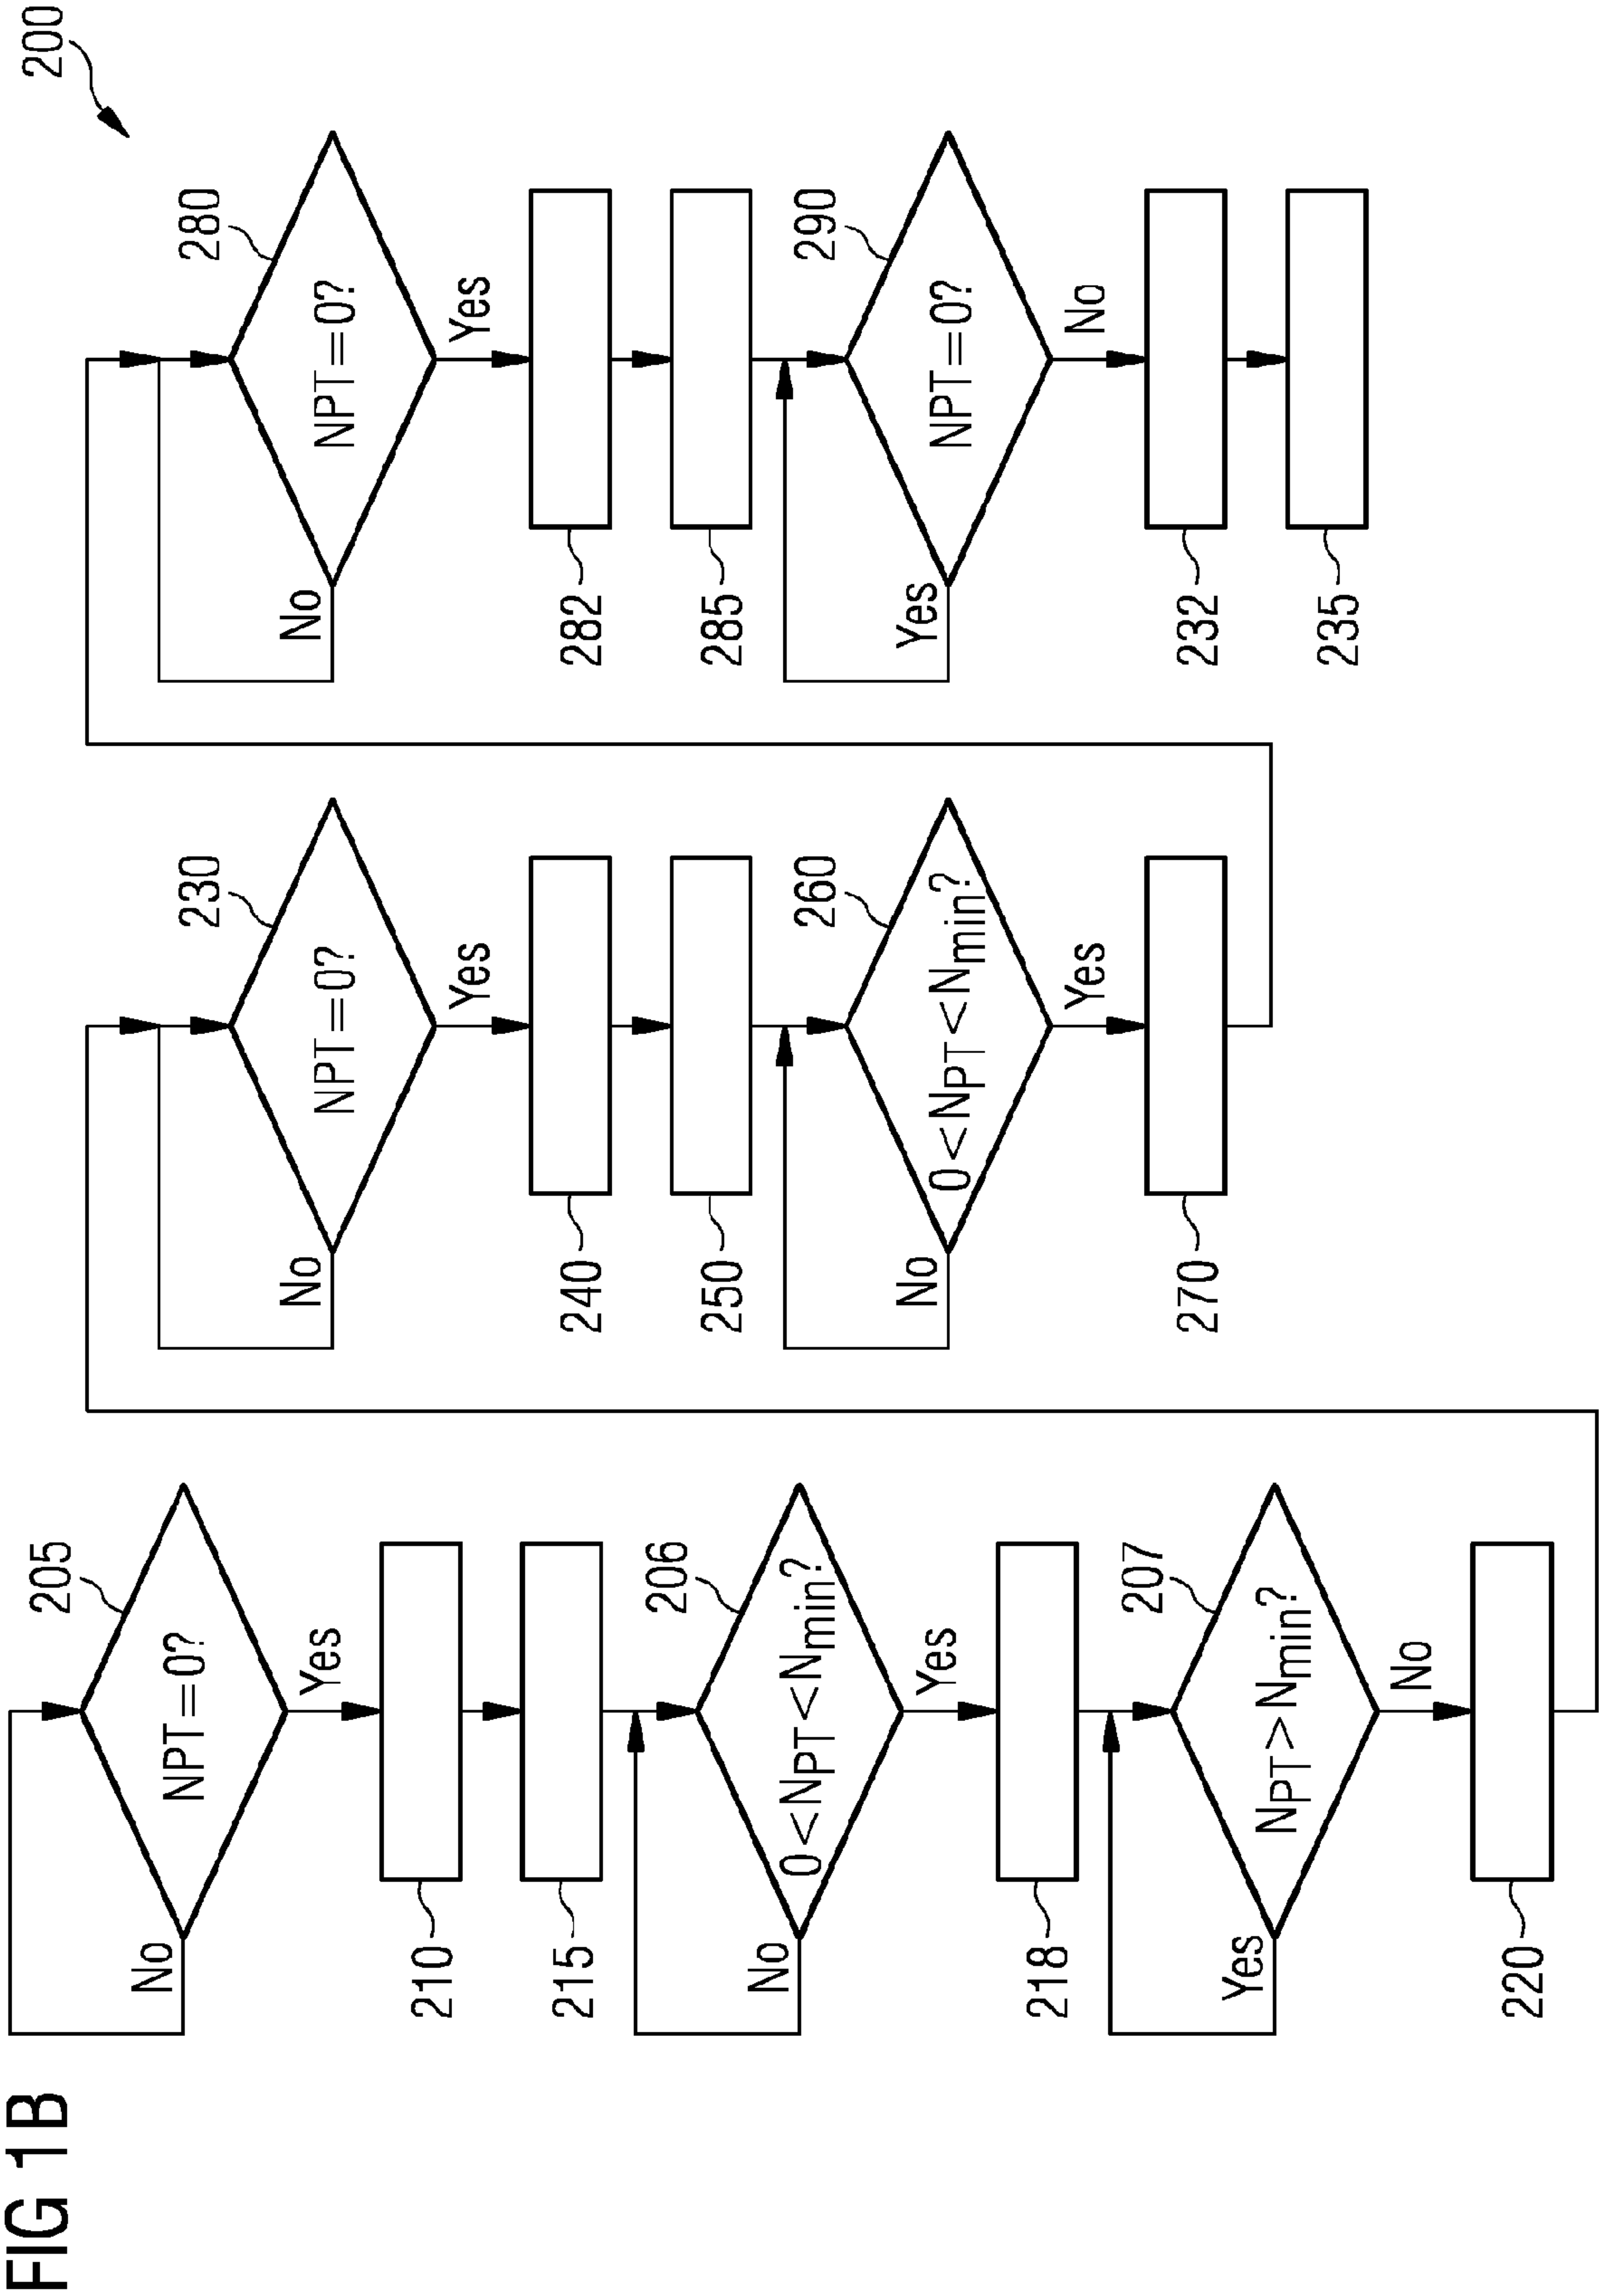 FIG 1B
200
205
NPT=0?
No
Yes
210
215
206
0<NPT<Nmin?
No
Yes
218
207
NPT>Nmin?
Yes
No
220
230
NPT=0?
No
Yes
240
250
260
0<NPT<Nmin?
No
Yes
270
280
NPT=0?
No
Yes
282
285
290
NPT=0?
Yes
No
232
235